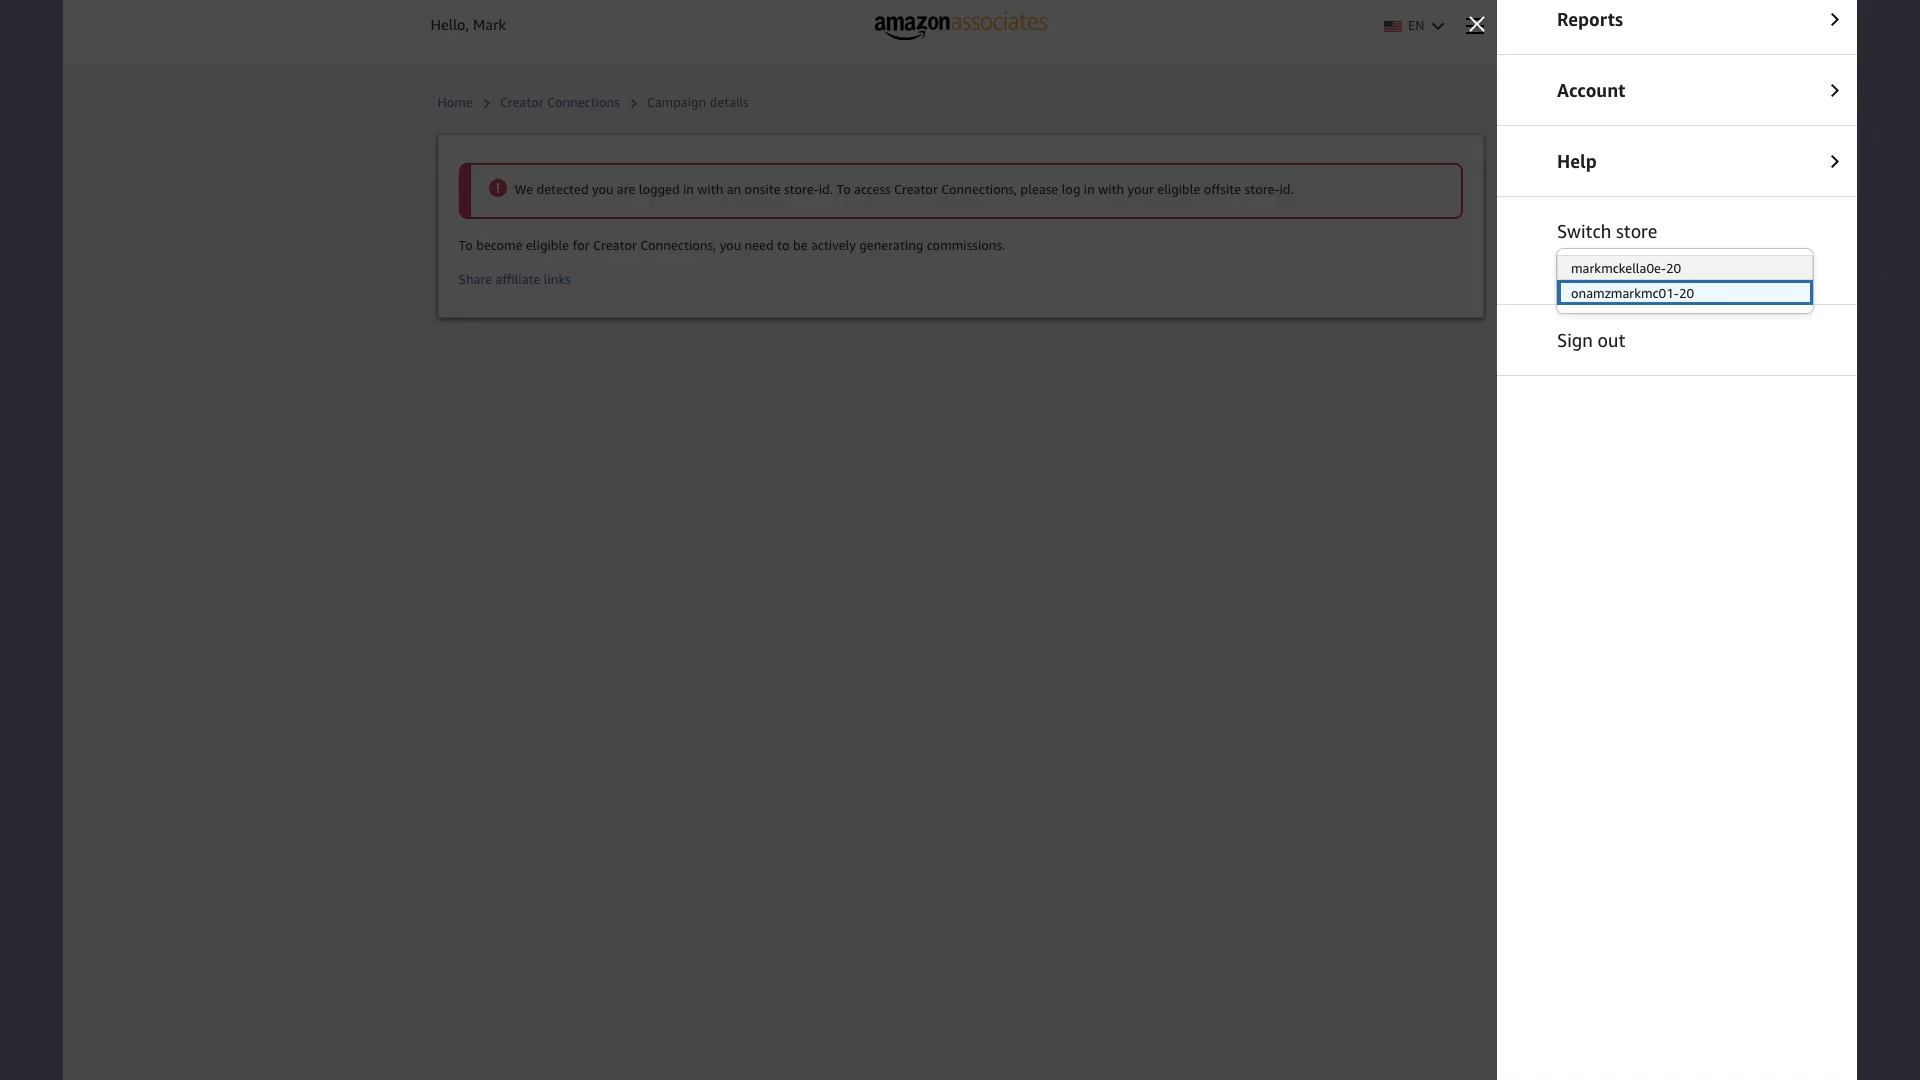 Hello, Mark
amazonassociates
EN
Home > Creator Connections > Campaign details
We detected you are logged in with an onsite store-id. To access Creator Connections, please log in with your eligible offsite store-id.
To become eligible for Creator Connections, you need to be actively generating commissions.
Share affiliate links
Reports
Account
Help
Switch store
markmckella0e-20
onamzmarkmc01-20
Sign out